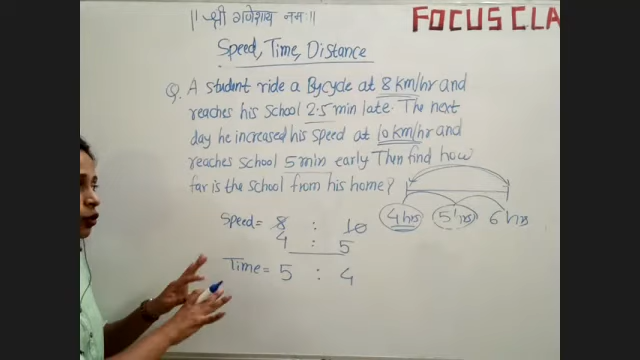 ॥ श्री गणेशाय नमः ॥
FOCUS CLA
Speed, Time, Distance
Q. A student ride a Bycycle at 8 km/hr and
reaches his School 2.5 min late. The next
day he increased his speed at 10 km/hr and
reaches school 5 min early Then find how
far is the school from his home?
4 hrs 5 hrs 6 hrs
Speed = 8 : 10
4 : 5
Time = 5 : 4